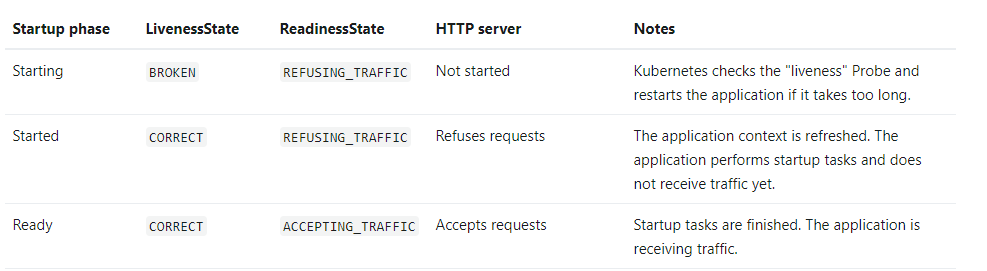 Startup phase LivenessState ReadinessState HTTP server Notes
Starting BROKEN REFUSING_TRAFFIC Not started Kubernetes checks the "liveness" Probe and
restarts the application if it takes too long.
Started CORRECT REFUSING_TRAFFIC Refuses requests The application context is refreshed. The
application performs startup tasks and does
not receive traffic yet.
Ready CORRECT ACCEPTING_TRAFFIC Accepts requests Startup tasks are finished. The application is
receiving traffic.